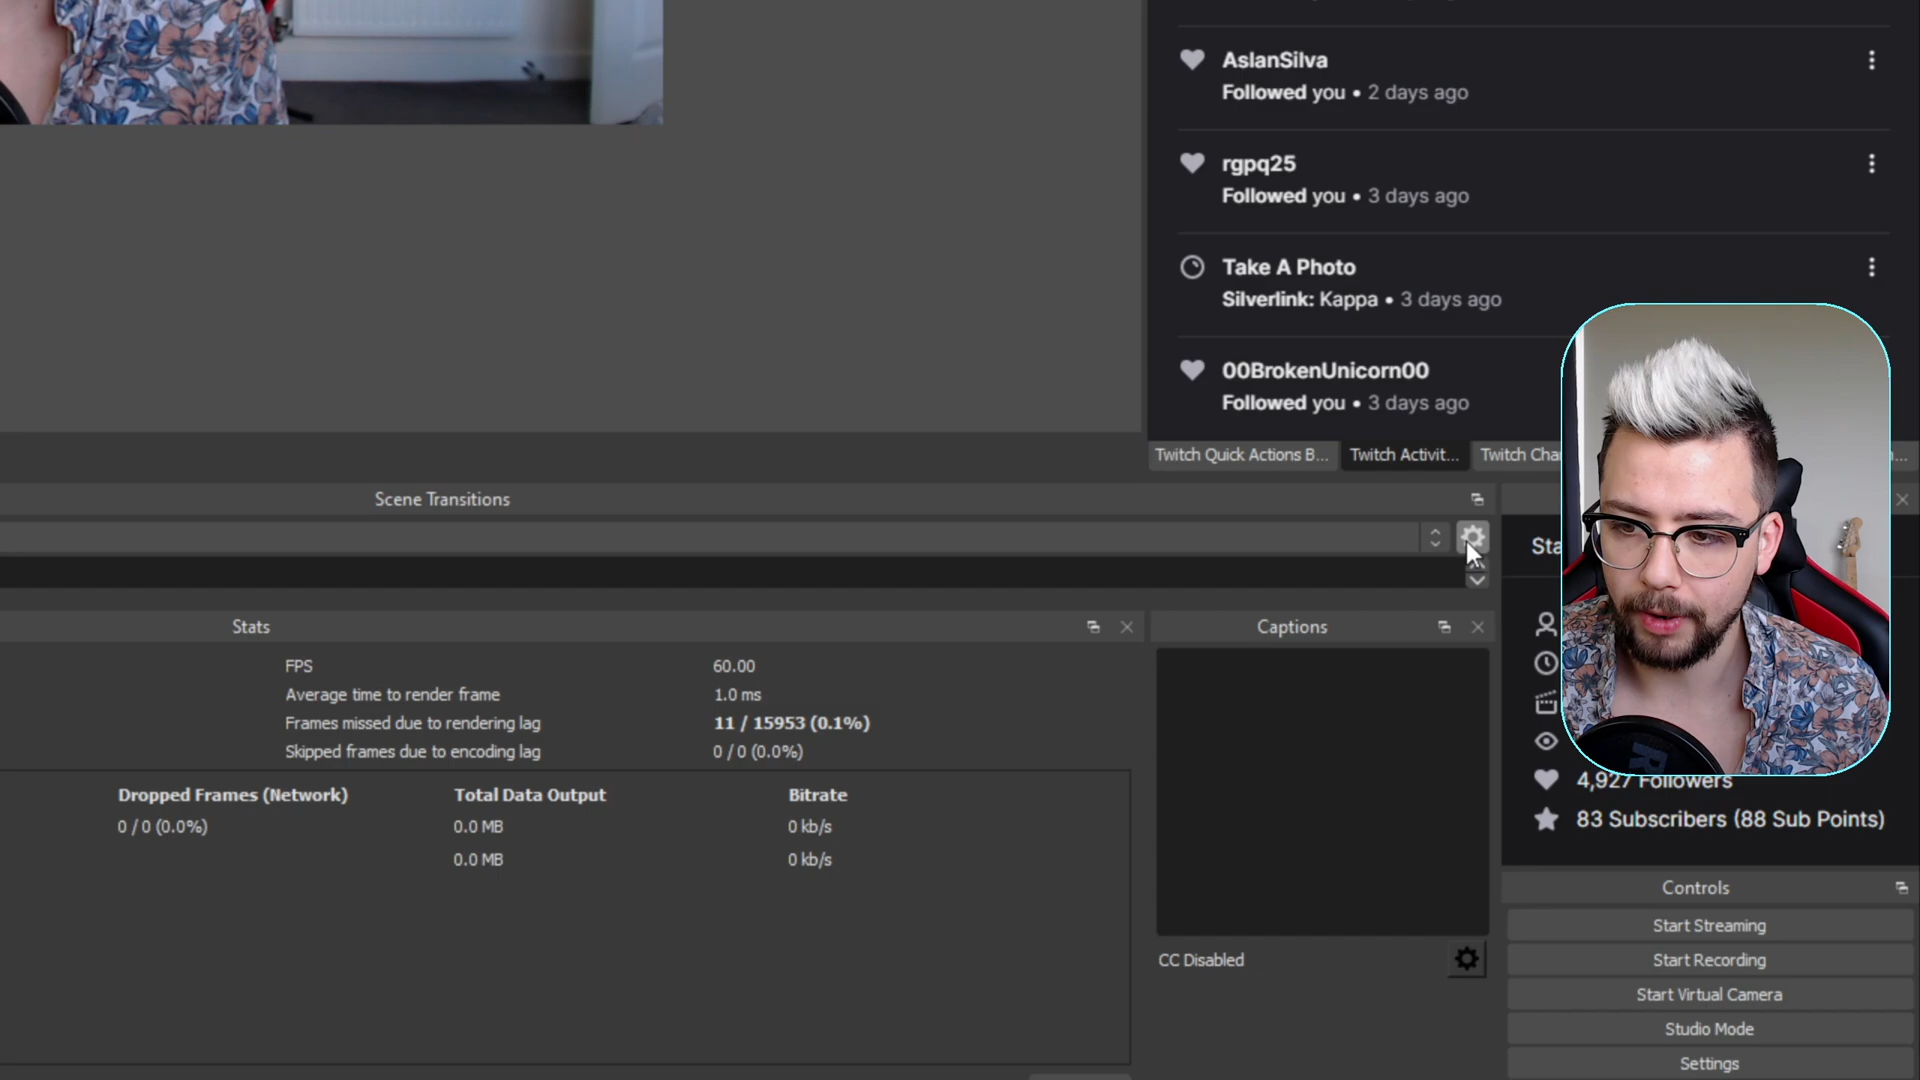 AslanSilva
Followed you • 2 days ago
rgpq25
Followed you • 3 days ago
Take A Photo
Silverlink: Kappa • 3 days ago
00BrokenUnicorn00
Followed you • 3 days ago
Twitch Quick Actions B... Twitch Activit... Twitch Cha
Scene Transitions
Sta
Stats
Captions
FPS 60.00
Average time to render frame 1.0 ms
Frames missed due to rendering lag 11 / 15953 (0.1%)
Skipped frames due to encoding lag 0 / 0 (0.0%)
Dropped Frames (Network) Total Data Output Bitrate
0 / 0 (0.0%) 0.0 MB 0 kb/s
0.0 MB 0 kb/s
CC Disabled
4,927 Followers
83 Subscribers (88 Sub Points)
Controls
Start Streaming
Start Recording
Start Virtual Camera
Studio Mode
Settings